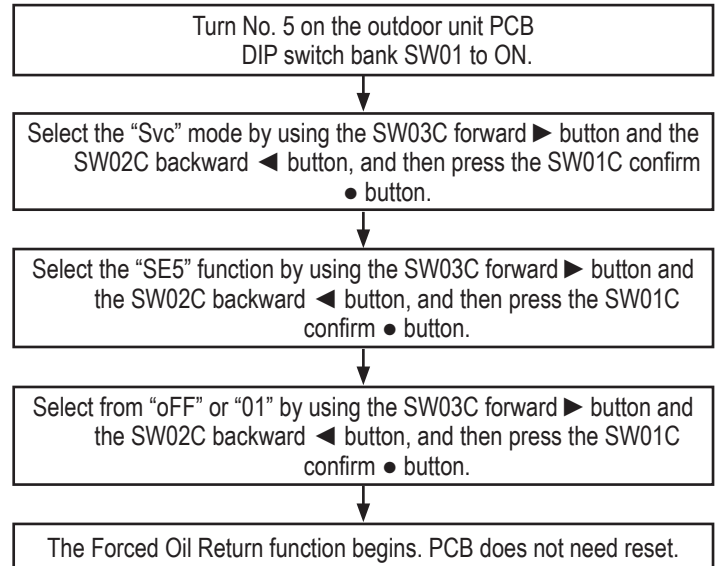 Turn No. 5 on the outdoor unit PCB
DIP switch bank SW01 to ON.
Select the “Svc” mode by using the SW03C forward ► button and the
SW02C backward ◄ button, and then press the SW01C confirm
● button.
Select the “SE5” function by using the SW03C forward ► button and
the SW02C backward ◄ button, and then press the SW01C
confirm ● button.
Select from “oFF” or “01” by using the SW03C forward ► button and
the SW02C backward ◄ button, and then press the SW01C
confirm ● button.
The Forced Oil Return function begins. PCB does not need reset.